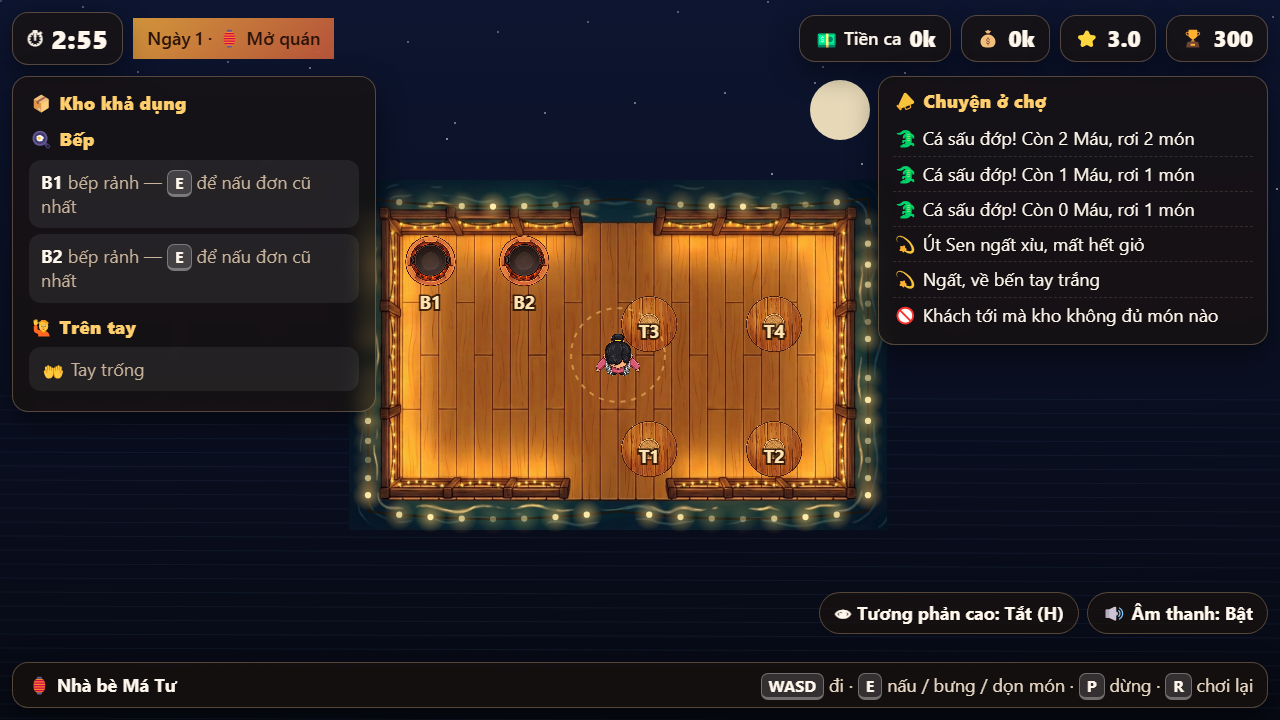 2:55
Ngày 1 · Mở quán
Tiền ca 0k
0k
3.0
300
Kho khả dụng
Bếp
B1 bếp rảnh — E để nấu đơn cũ
nhất
B2 bếp rảnh — E để nấu đơn cũ
nhất
Trên tay
Tay trống
Chuyện ở chợ
Cá sấu đớp! Còn 2 Máu, rơi 2 món
Cá sấu đớp! Còn 1 Máu, rơi 1 món
Cá sấu đớp! Còn 0 Máu, rơi 1 món
Út Sen ngất xỉu, mất hết giỏ
Ngất, về bến tay trắng
Khách tới mà kho không đủ món nào
B1
B2
T3
T4
T1
T2
Tương phản cao: Tắt (H)
Âm thanh: Bật
Nhà bè Má Tư
WASD đi · E nấu / bưng / dọn món · P dừng · R chơi lại